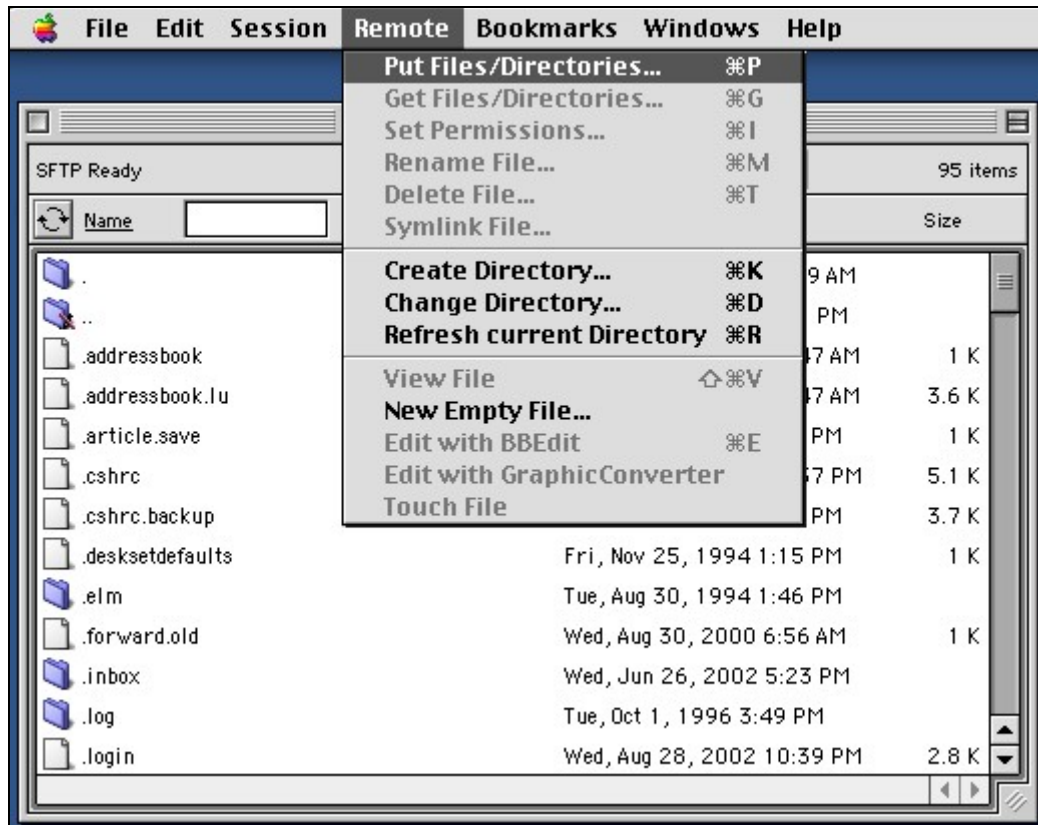 File Edit Session Remote Bookmarks Windows Help
Put Files/Directories... ⌘P
Get Files/Directories... ⌘G
Set Permissions... ⌘I
Rename File... ⌘M
Delete File... ⌘T
Symlink File...
Create Directory... ⌘K
Change Directory... ⌘D
Refresh current Directory ⌘R
View File ⇧⌘V
New Empty File...
Edit with BBEdit ⌘E
Edit with GraphicConverter
Touch File
SFTP Ready 95 items
Name Size
. 9 AM
.. PM
.addressbook 47 AM 1 K
.addressbook.lu 47 AM 3.6 K
.article.save PM 1 K
.cshrc 57 PM 5.1 K
.cshrc.backup PM 3.7 K
.desksetdefaults Fri, Nov 25, 1994 1:15 PM 1 K
.elm Tue, Aug 30, 1994 1:46 PM
.forward.old Wed, Aug 30, 2000 6:56 AM 1 K
.inbox Wed, Jun 26, 2002 5:23 PM
.log Tue, Oct 1, 1996 3:49 PM
.login Wed, Aug 28, 2002 10:39 PM 2.8 K